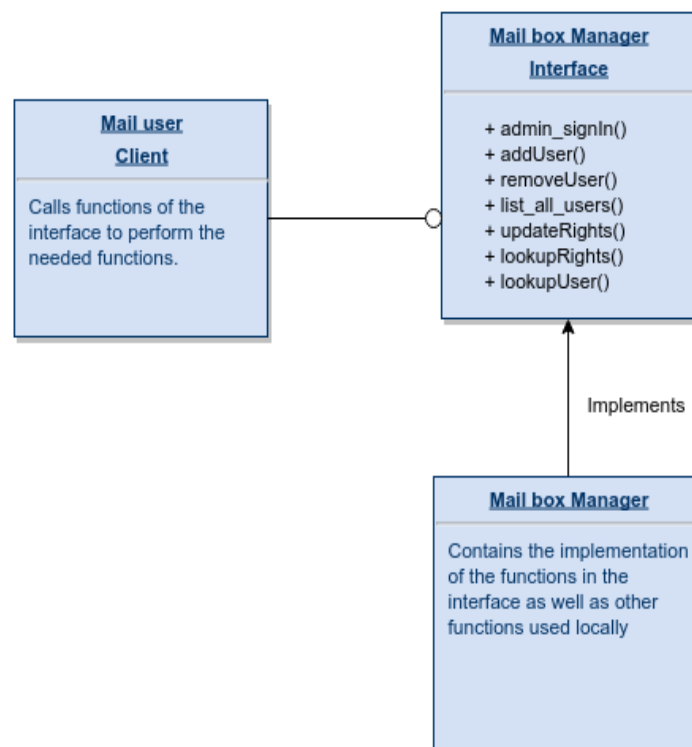 Mail user
Client
Calls functions of the
interface to perform the
needed functions.
Mail box Manager
Interface
+ admin_signIn()
+ addUser()
+ removeUser()
+ list_all_users()
+ updateRights()
+ lookupRights()
+ lookupUser()
Implements
Mail box Manager
Contains the implementation
of the functions in the
interface as well as other
functions used locally